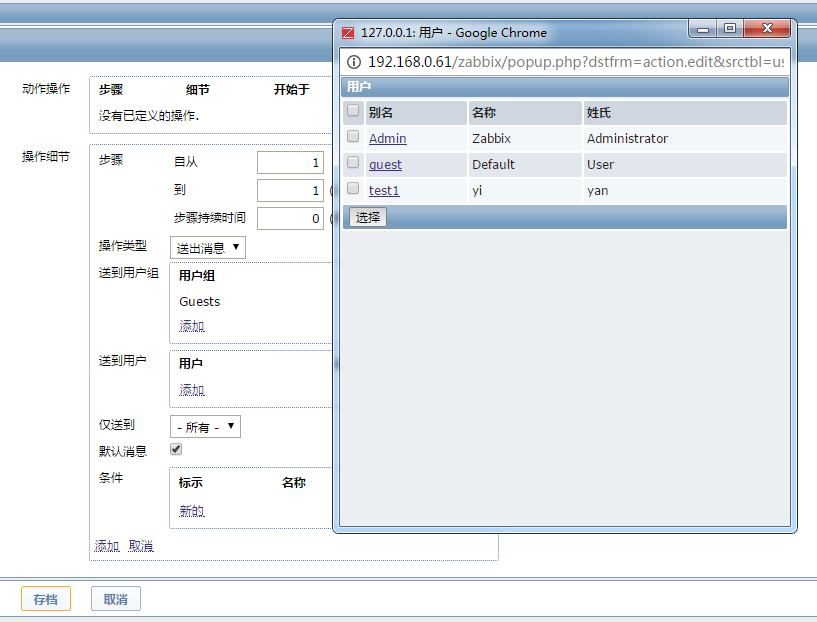 动作操作
步骤 细节 开始于
没有已定义的操作.
操作细节
步骤
自从 1
到 1 (
步骤持续时间 0 (
操作类型 送出消息
送到用户组
用户组
Guests
添加
送到用户
用户
添加
仅送到 - 所有 -
默认消息
条件
标示 名称
新的
添加 取消
存档 取消
127.0.0.1: 用户 - Google Chrome
192.168.0.61/zabbix/popup.php?dstfrm=action.edit&srctbl=us
用户
别名 名称 姓氏
Admin Zabbix Administrator
guest Default User
test1 yi yan
选择